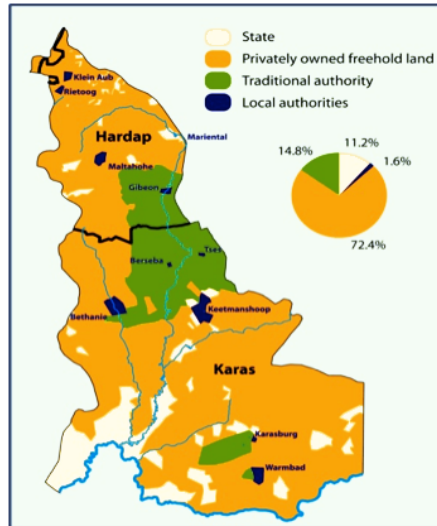 State
Privately owned freehold land
Traditional authority
Local authorities
Klein Aub
Rietoog
Hardap
Mariental
Maltahohe
Gibeon
14.8%
11.2%
1.6%
72.4%
Tses
Berseba
Bethanie
Keetmanshoop
Karas
Karasburg
Warmbad